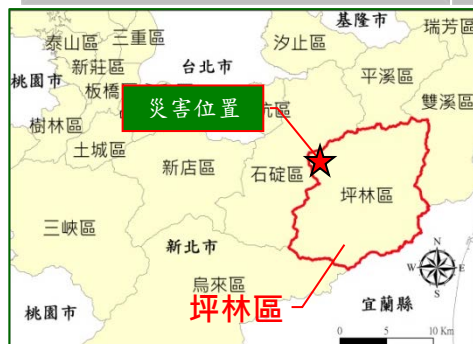 基隆市
瑞芳區
三重區
泰山區
汐止區
新莊區
台北市
平溪區
桃園市
板橋
雙溪區
災害位置
坑區
樹林區
土城區
新店區
石碇區
坪林區
三峽區
新北市
N
W
E
S
烏來區
坪林區
宜蘭縣
桃園市
0 5 10 Km